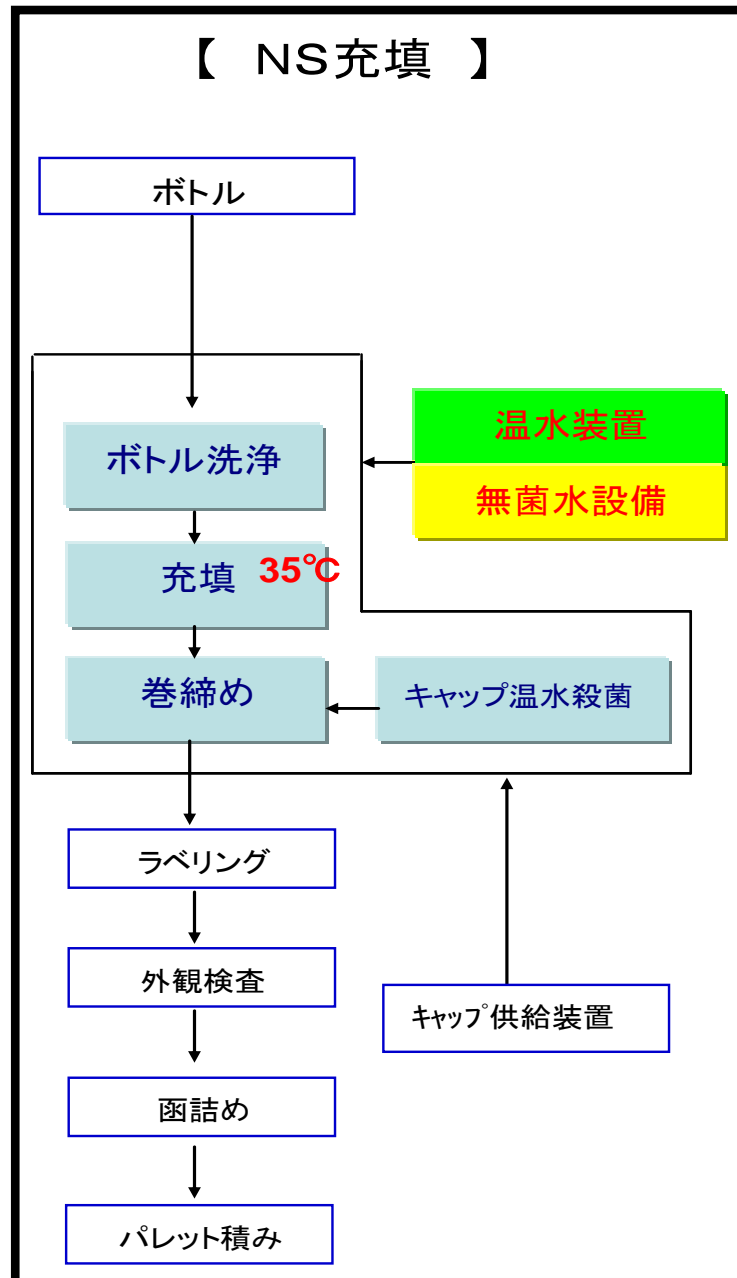 【 NS充填 】
ボトル
ボトル洗浄
温水装置
無菌水設備
充填 35℃
巻締め
キャップ温水殺菌
ラベリング
外観検査
キャップ供給装置
函詰め
パレット積み